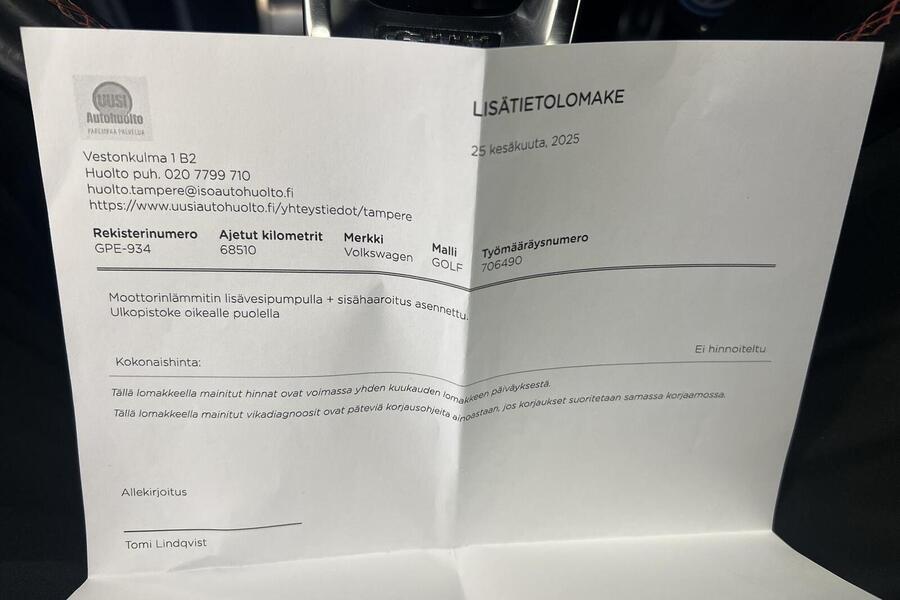 UUSI
Autohuolto
PAREMPAA PALVELUA
LISÄTIETOLOMAKE
25 kesäkuuta, 2025
Vestonkulma 1 B2
Huolto puh. 020 7799 710
huolto.tampere@isoautohuolto.fi
https://www.uusiautohuolto.fi/yhteystiedot/tampere
Rekisterinumero Ajetut kilometrit Merkki Malli Työmääräysnumero
GPE-934 68510 Volkswagen GOLF 706490
Moottorinlämmitin lisävesipumpulla + sisähaaroitus asennettu.
Ulkopistoke oikealle puolella
Ei hinnoiteltu
Kokonaishinta:
Tällä lomakkeella mainitut hinnat ovat voimassa yhden kuukauden lomakkeen päiväyksestä.
Tällä lomakkeella mainitut vikadiagnoosit ovat päteviä korjausohjeita ainoastaan, jos korjaukset suoritetaan samassa korjaamossa.
Allekirjoitus
Tomi Lindqvist